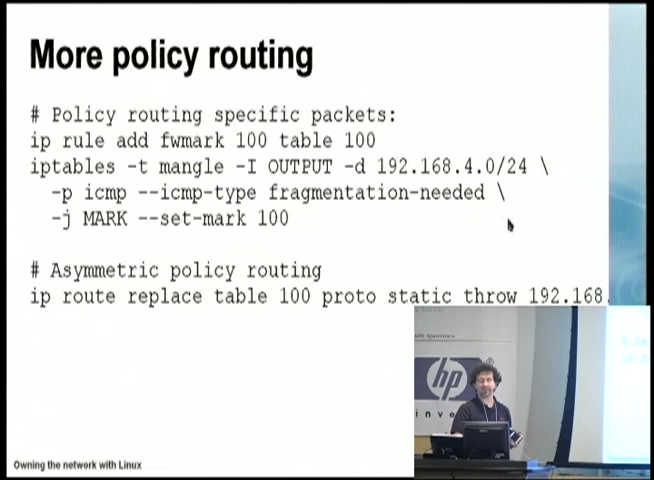 More policy routing
# Policy routing specific packets:
ip rule add fwmark 100 table 100
iptables -t mangle -I OUTPUT -d 192.168.4.0/24 \
-p icmp --icmp-type fragmentation-needed \
-j MARK --set-mark 100
# Asymmetric policy routing
ip route replace table 100 proto static throw 192.168.
hp
inve
Owning the network with Linux